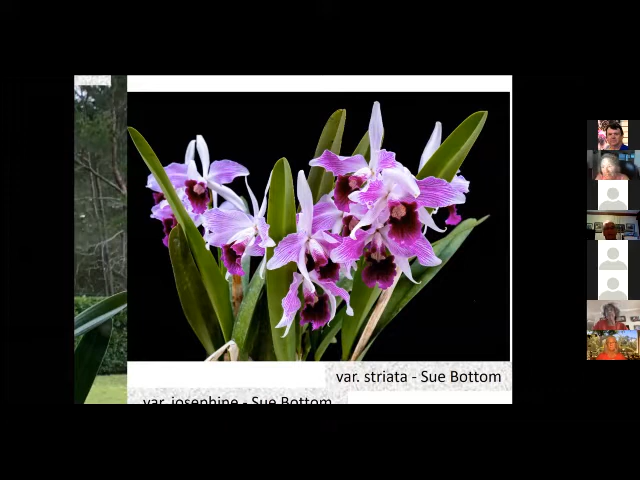 var. striata - Sue Bottom
var. josephine - Sue Bottom